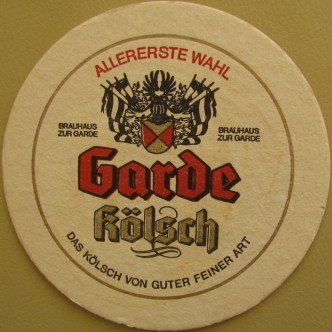 ALLERERSTE WAHL
BRAUHAUS
ZUR GARDE
BRAUHAUS
ZUR GARDE
Garde
Kölsch
DAS KÖLSCH VON GUTER FEINER ART